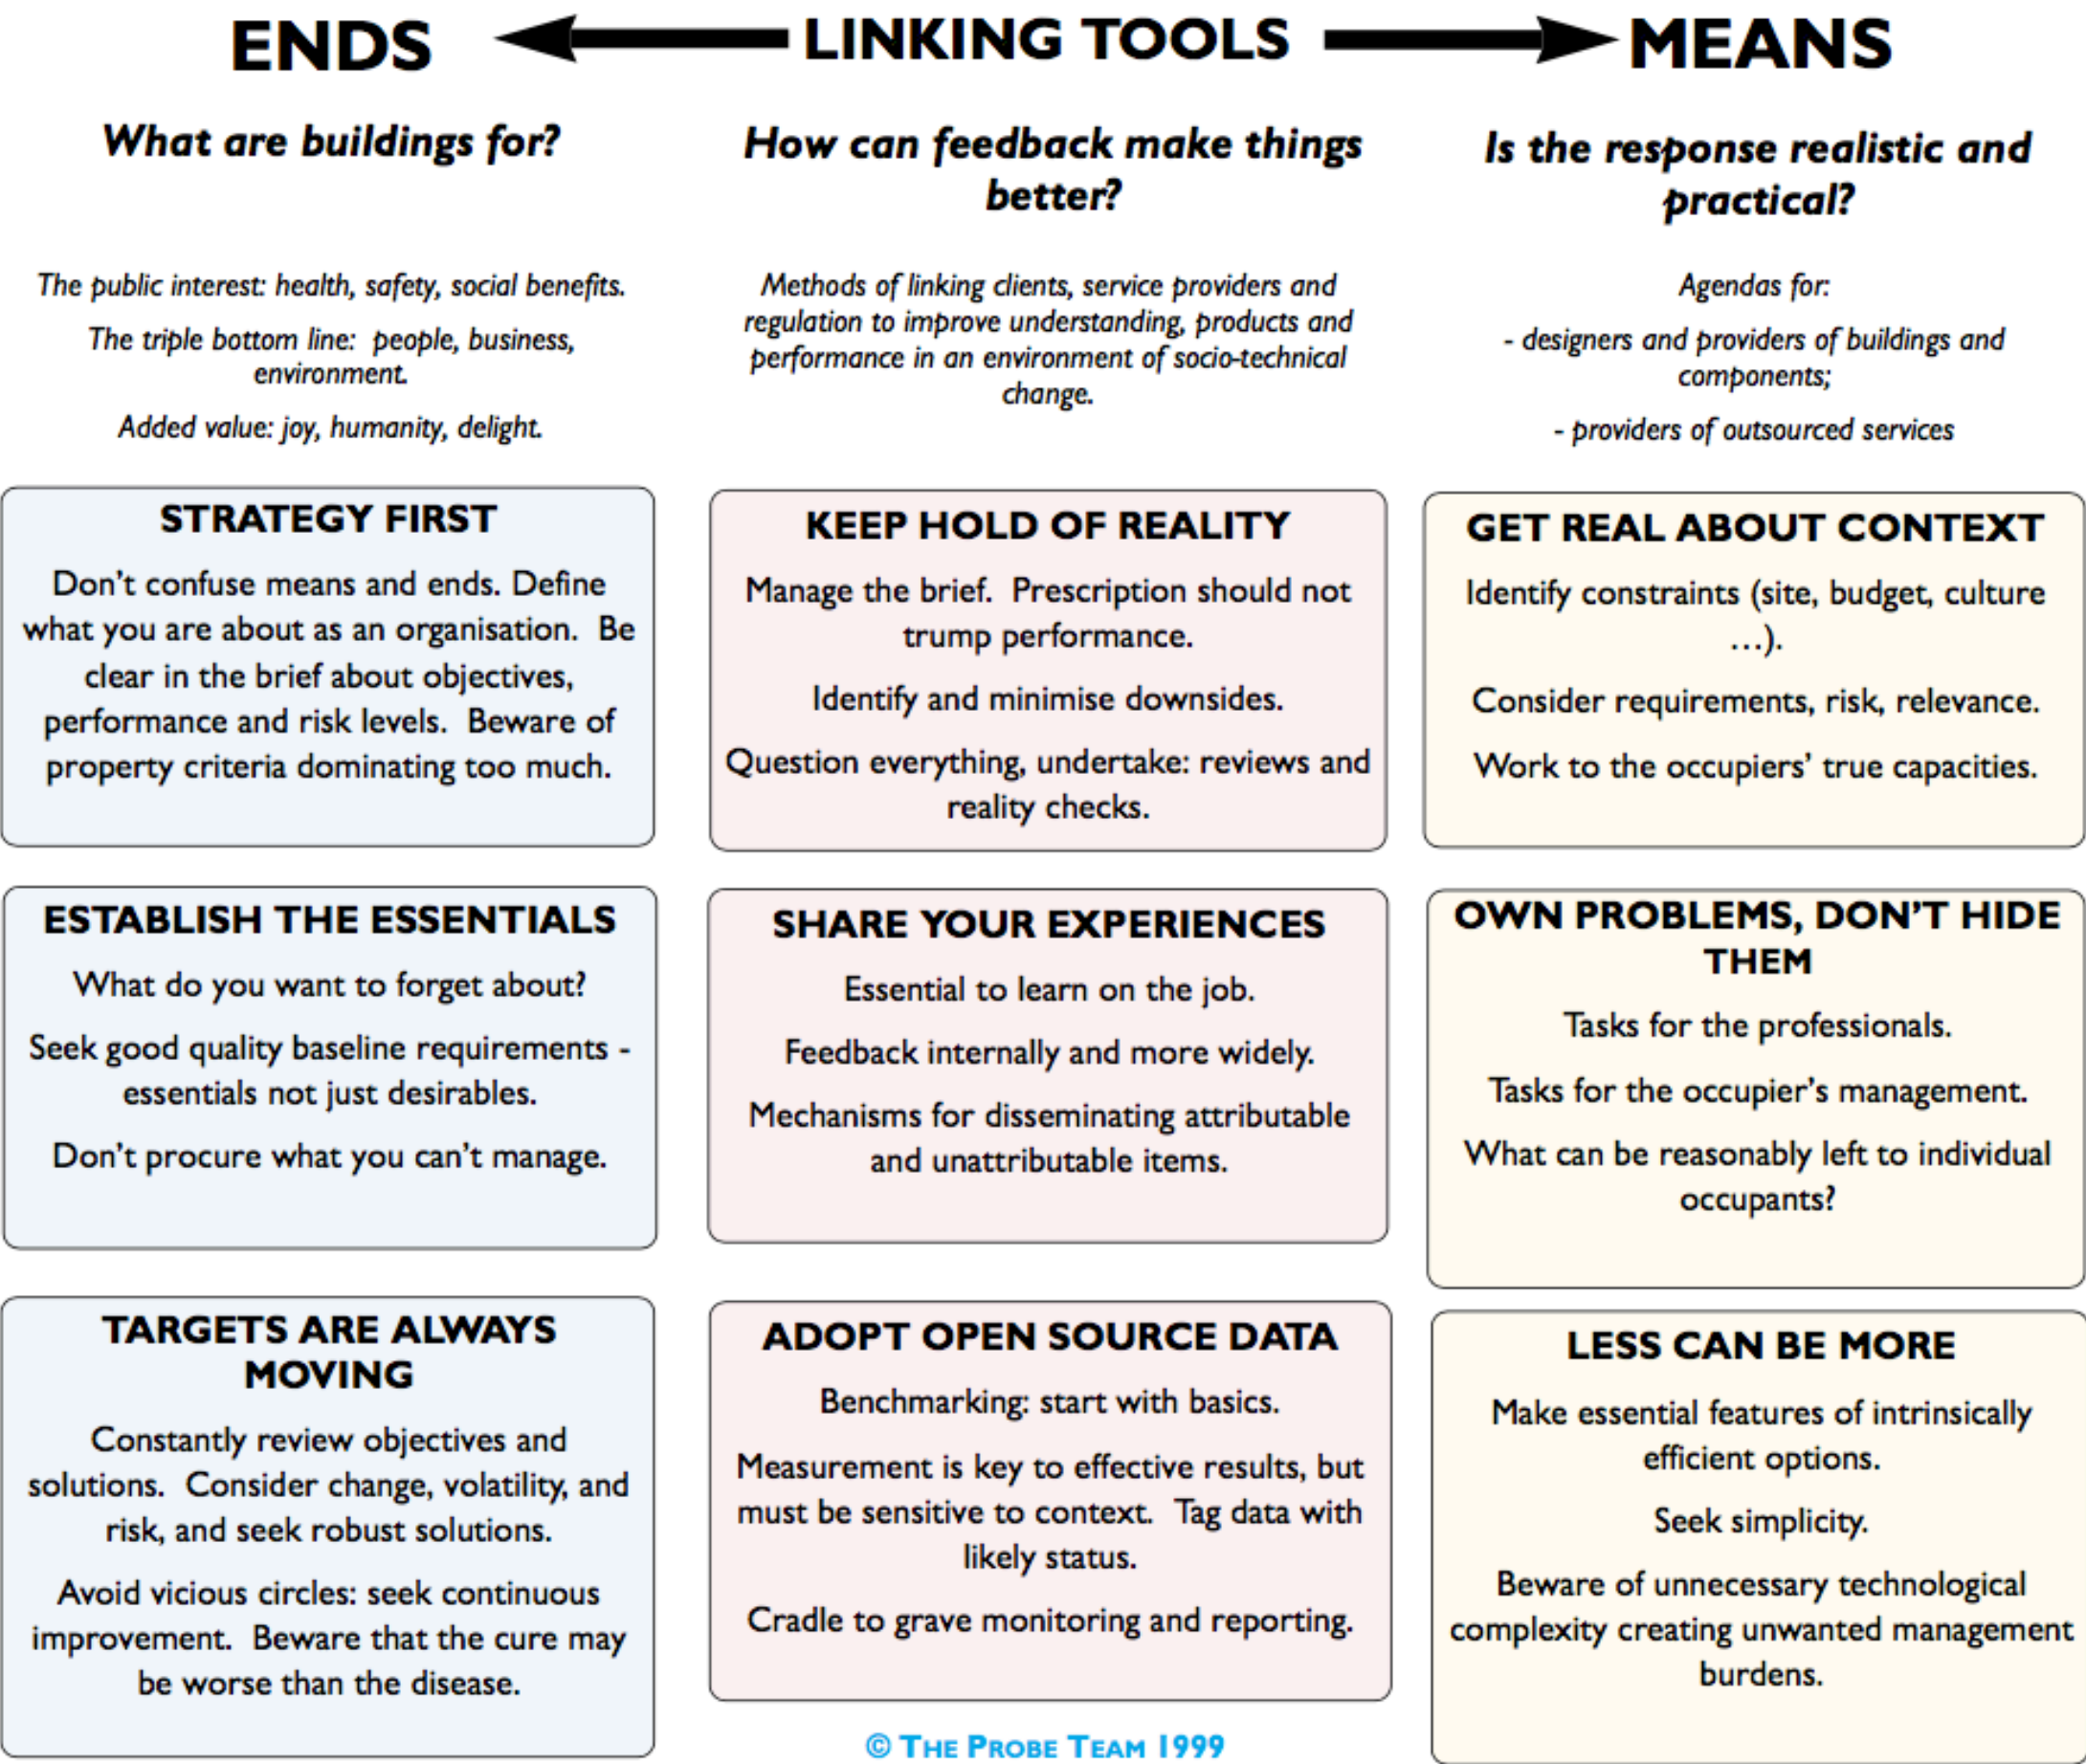 ENDS
LINKING TOOLS
MEANS
What are buildings for?
How can feedback make things
better?
Is the response realistic and
practical?
The public interest: health, safety, social benefits.
The triple bottom line:  people, business,
environment.
Added value: joy, humanity, delight.
Methods of linking clients, service providers and
regulation to improve understanding, products and
performance in an environment of socio-technical
change.
Agendas for:
- designers and providers of buildings and
components;
- providers of outsourced services
STRATEGY FIRST
Don't confuse means and ends. Define
what you are about as an organisation.  Be
clear in the brief about objectives,
performance and risk levels.  Beware of
property criteria dominating too much.
KEEP HOLD OF REALITY
Manage the brief.  Prescription should not
trump performance.
Identify and minimise downsides.
Question everything, undertake: reviews and
reality checks.
GET REAL ABOUT CONTEXT
Identify constraints (site, budget, culture
…).
Consider requirements, risk, relevance.
Work to the occupiers' true capacities.
ESTABLISH THE ESSENTIALS
What do you want to forget about?
Seek good quality baseline requirements -
essentials not just desirables.
Don't procure what you can't manage.
SHARE YOUR EXPERIENCES
Essential to learn on the job.
Feedback internally and more widely.
Mechanisms for disseminating attributable
and unattributable items.
OWN PROBLEMS, DON'T HIDE
THEM
Tasks for the professionals.
Tasks for the occupier's management.
What can be reasonably left to individual
occupants?
TARGETS ARE ALWAYS
MOVING
Constantly review objectives and
solutions.  Consider change, volatility, and
risk, and seek robust solutions.
Avoid vicious circles: seek continuous
improvement.  Beware that the cure may
be worse than the disease.
ADOPT OPEN SOURCE DATA
Benchmarking: start with basics.
Measurement is key to effective results, but
must be sensitive to context.  Tag data with
likely status.
Cradle to grave monitoring and reporting.
LESS CAN BE MORE
Make essential features of intrinsically
efficient options.
Seek simplicity.
Beware of unnecessary technological
complexity creating unwanted management
burdens.
© THE PROBE TEAM 1999